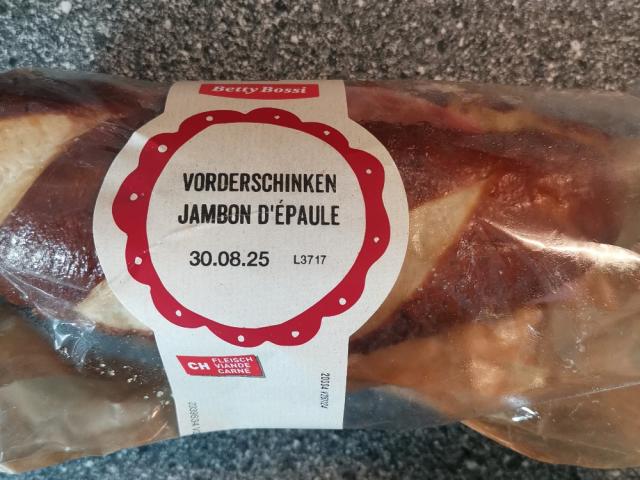 Betty Bossi
VORDERSCHINKEN
JAMBON D'ÉPAULE
30.08.25 L3717
CH FLEISCH
VIANDE
CARNE